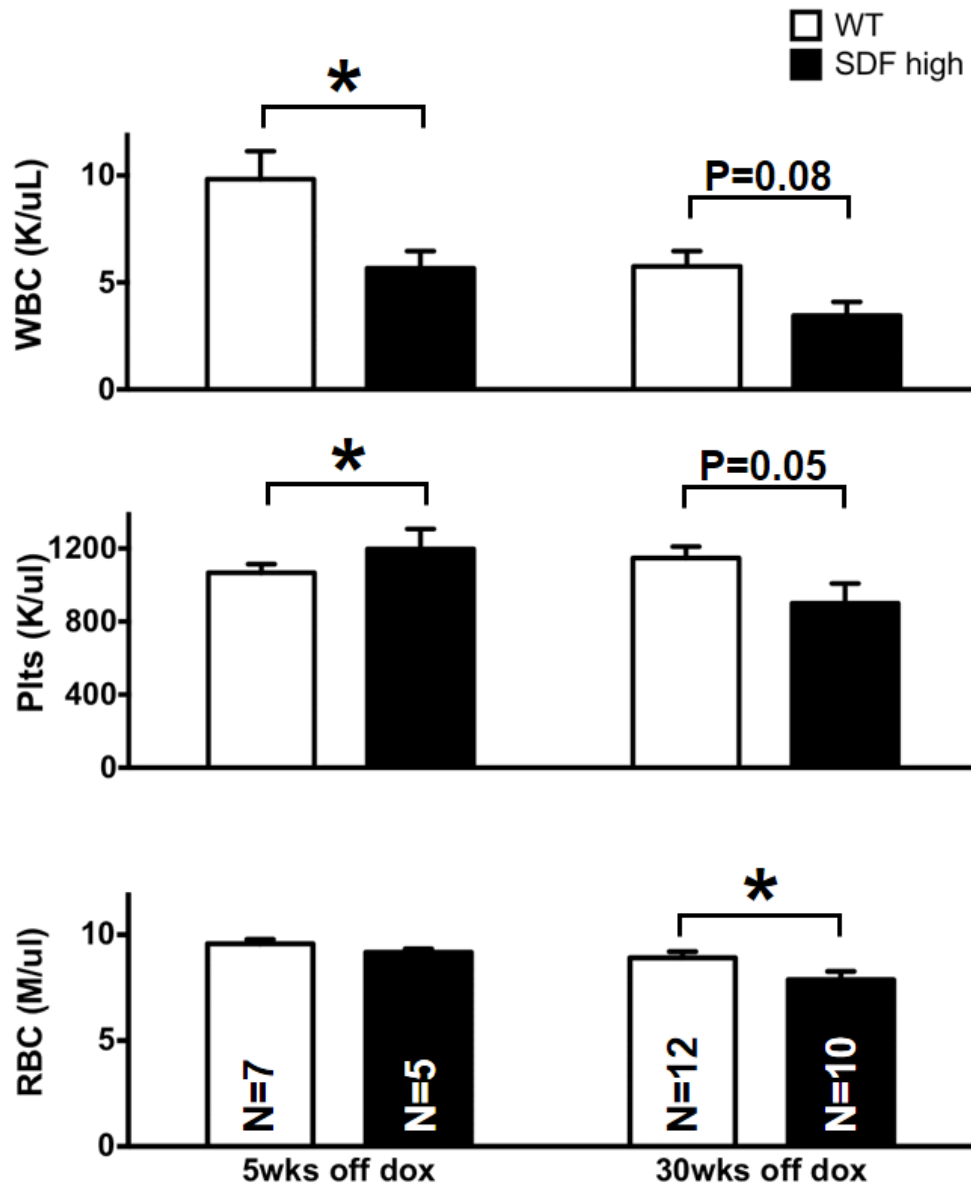 WT
SDF high
*
P=0.08
WBC (K/uL)
10
5
0
*
P=0.05
Plts (K/ul)
1200
800
400
0
*
RBC (M/ul)
10
5
0
N=7
N=5
N=12
N=10
5wks off dox
30wks off dox